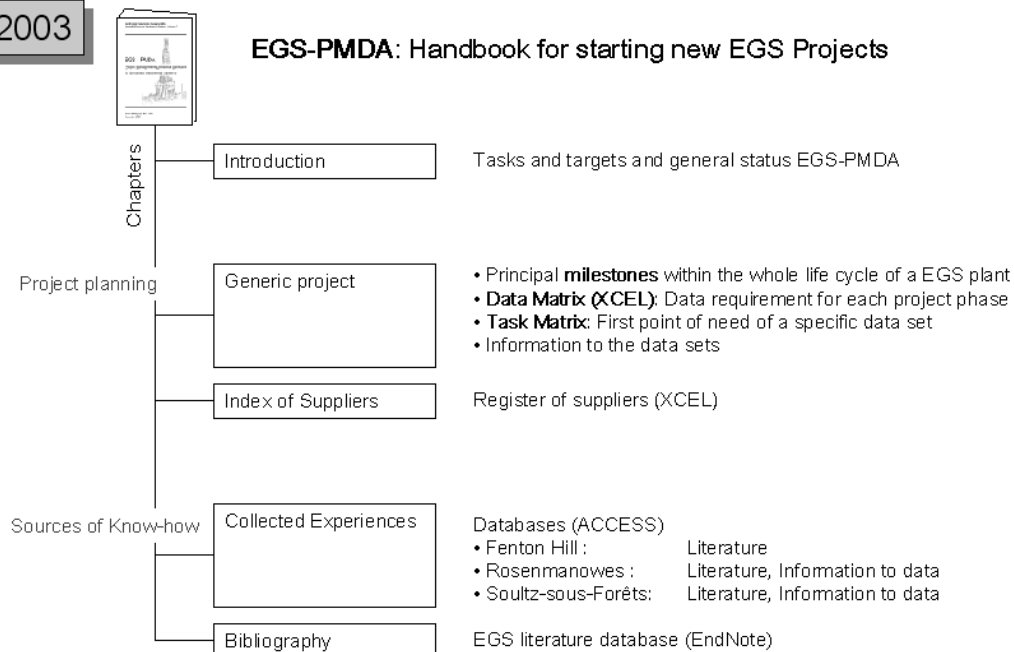 2003
EGS-PMDA: Handbook for starting new EGS Projects
Chapters
Introduction
Tasks and targets and general status EGS-PMDA
Project planning
Generic project
• Principal milestones within the whole life cycle of a EGS plant
• Data Matrix (XCEL): Data requirement for each project phase
• Task Matrix: First point of need of a specific data set
• Information to the data sets
Index of Suppliers
Register of suppliers (XCEL)
Sources of Know-how
Collected Experiences
Databases (ACCESS)
• Fenton Hill : Literature
• Rosenmanowes : Literature, Information to data
• Soultz-sous-Forêts: Literature, Information to data
Bibliography
EGS literature database (EndNote)